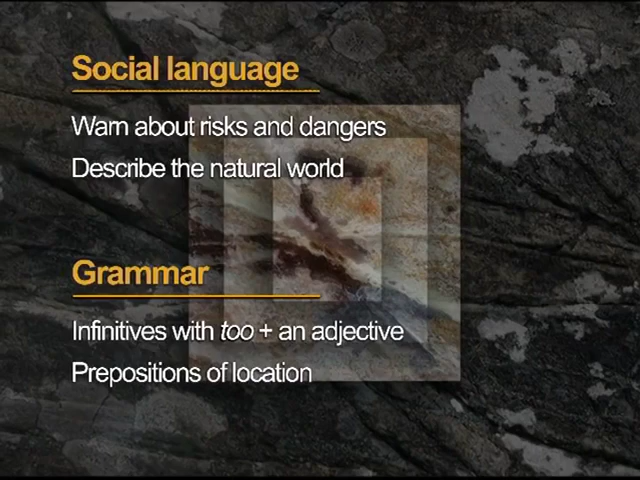 Social language
Warn about risks and dangers
Describe the natural world
Grammar
Infinitives with too + an adjective
Prepositions of location